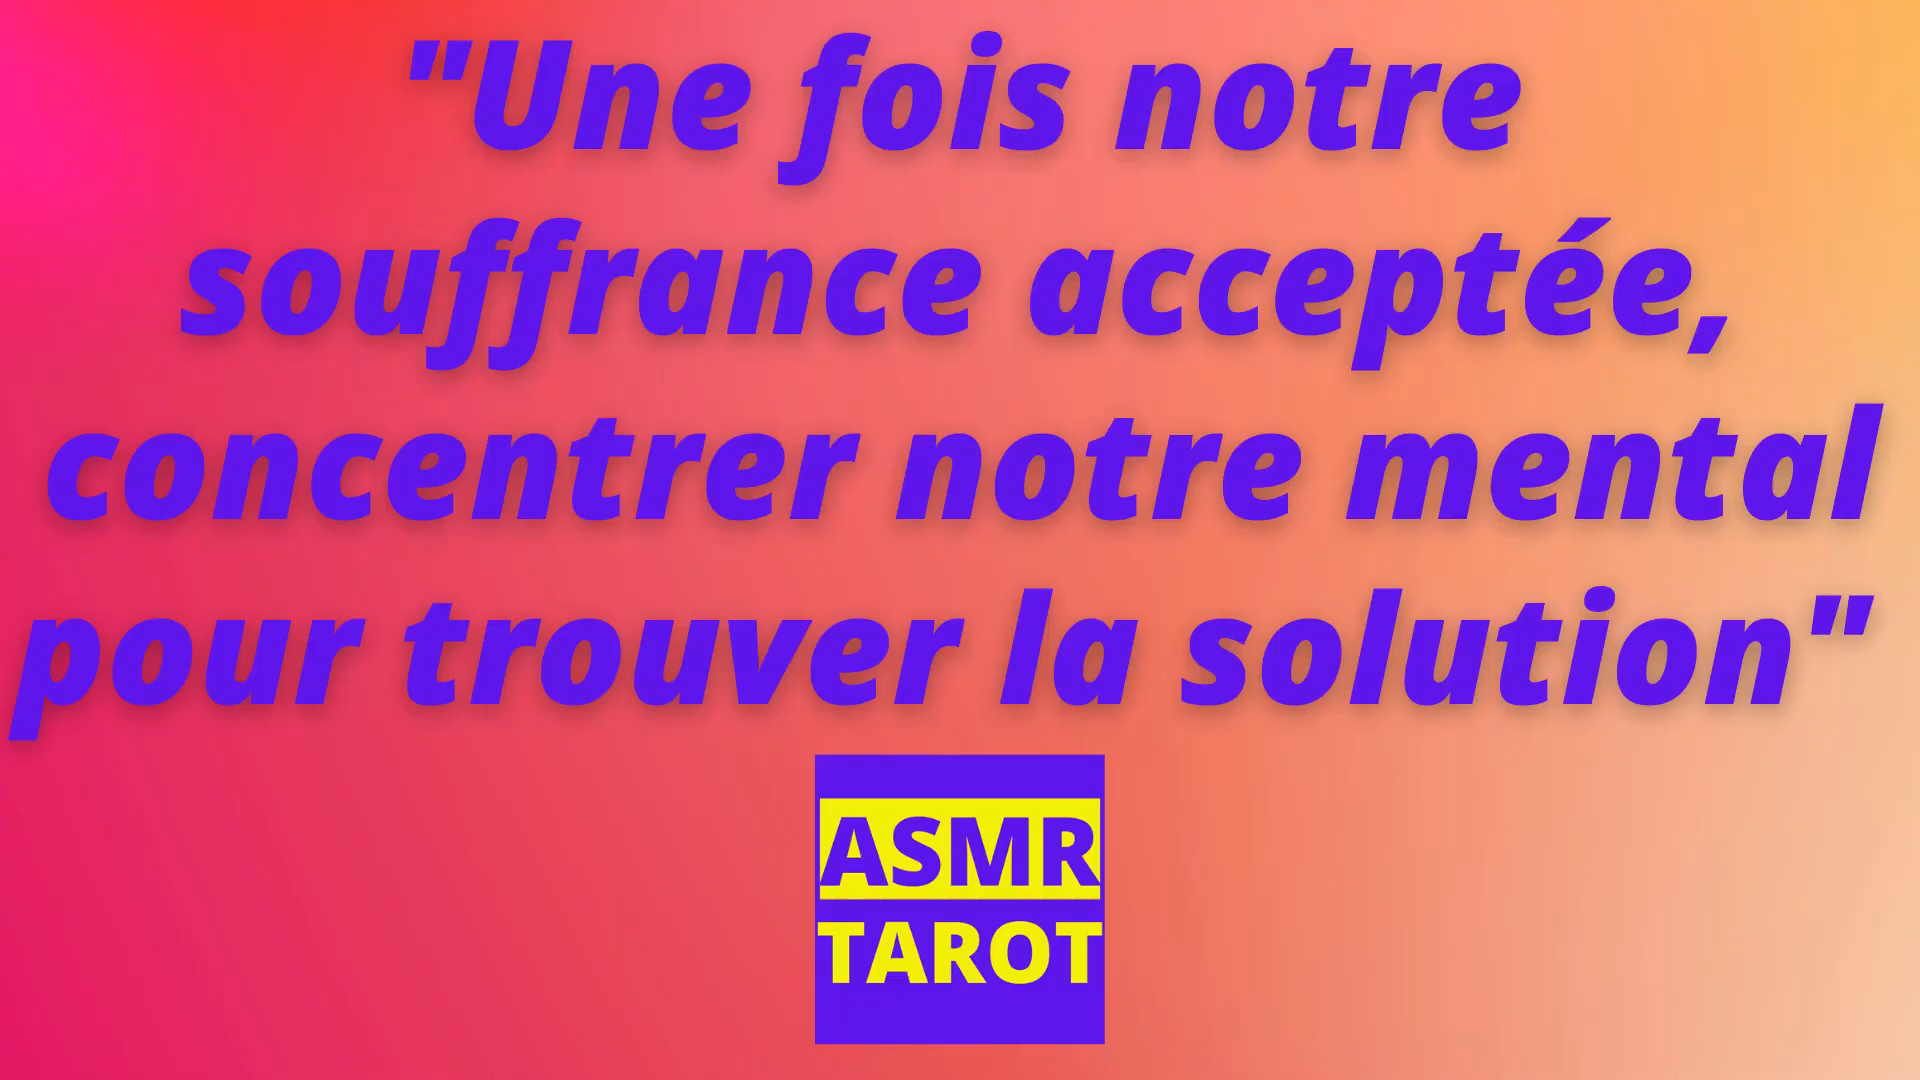 "Une fois notre
souffrance acceptée,
concentrer notre mental
pour trouver la solution"
ASMR
TAROT